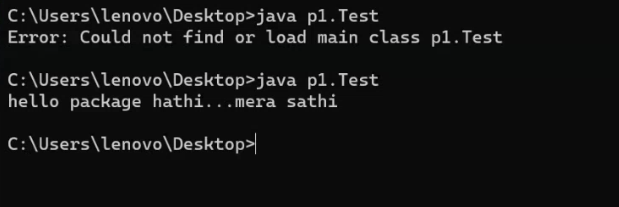 C:\Users\lenovo\Desktop>java p1.Test
Error: Could not find or load main class p1.Test
C:\Users\lenovo\Desktop>java p1.Test
hello package hathi...mera sathi
C:\Users\lenovo\Desktop>